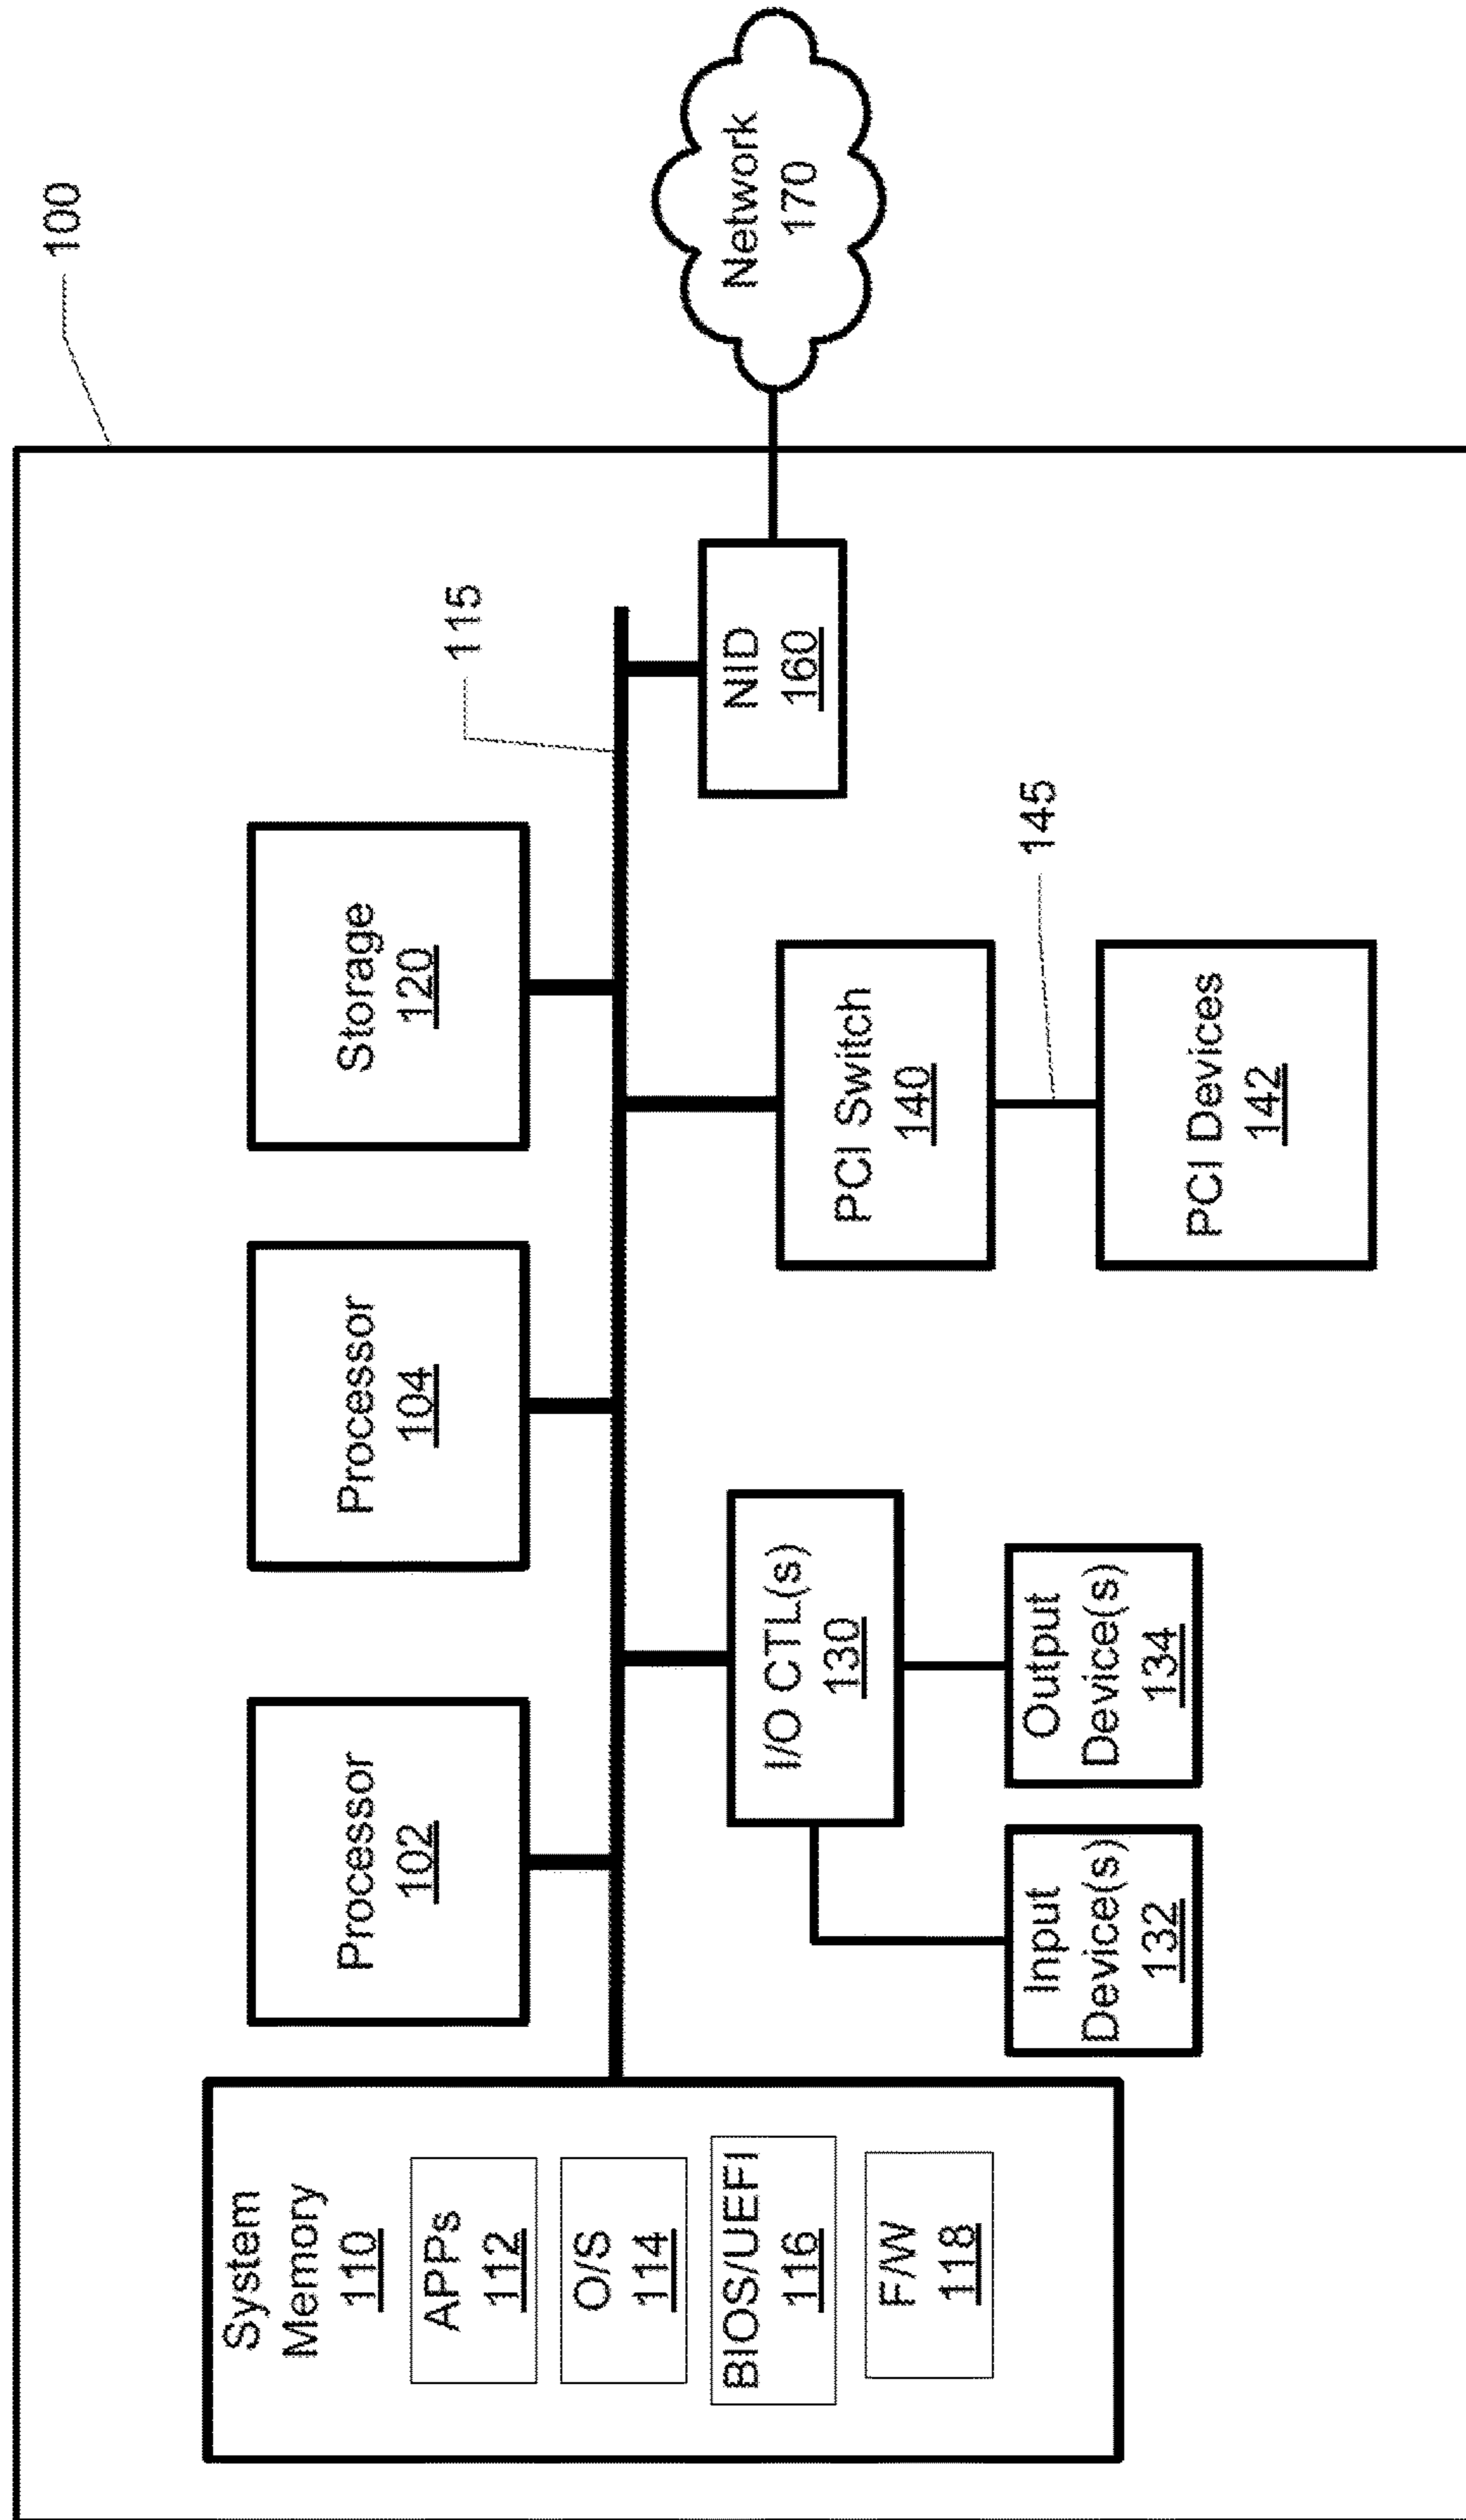 100
System
Memory
110
APPs
112
O/S
114
BIOS/UEFI
116
F/W
118
Processor
102
Processor
104
Storage
120
115
I/O CTL(s)
130
Input
Device(s)
132
Output
Device(s)
134
PCI Switch
140
145
PCI Devices
142
NID
160
Network
170